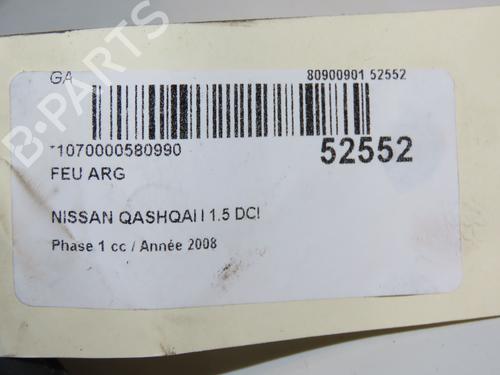 B-PARTS
GA
80900901 52552
*1070000580990
52552
FEU ARG
NISSAN QASHQAI I 1.5 DCI
Phase 1 cc / Année 2008